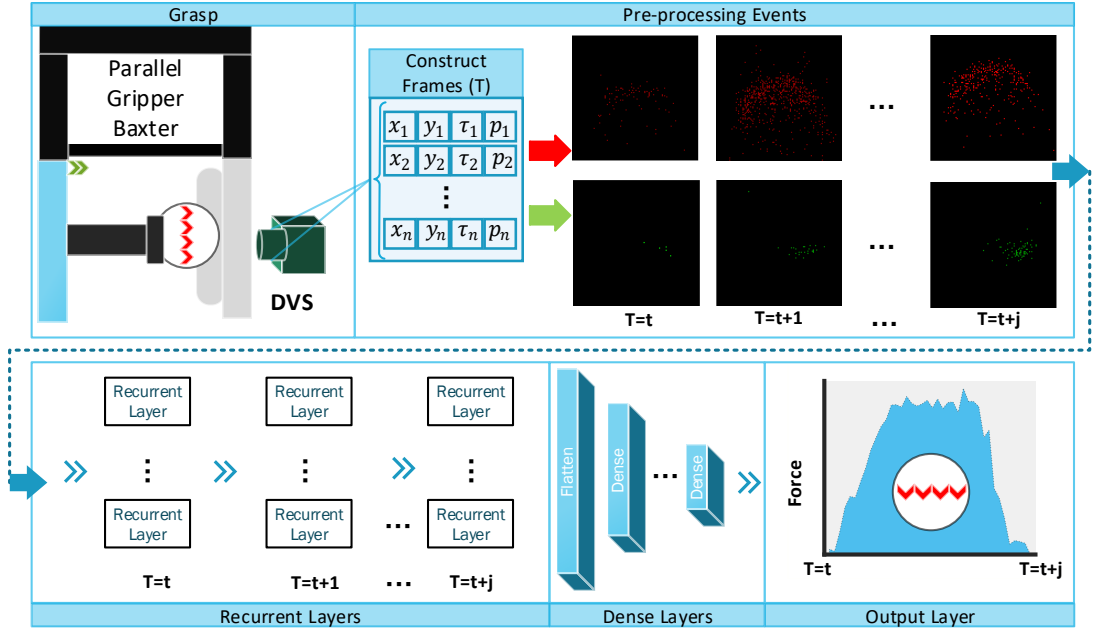 Grasp
Pre-processing Events
Parallel
Gripper
Baxter
DVS
Construct
Frames (T)
x₁ y₁ τ₁ p₁
x₂ y₂ τ₂ p₂
⋮
xₙ yₙ τₙ pₙ
...
...
T=t T=t+1 ... T=t+j
Recurrent
Layer
Recurrent
Layer
Recurrent
Layer
⋮ ⋮ ⋮
Recurrent
Layer
Recurrent
Layer
...
Recurrent
Layer
T=t T=t+1 ... T=t+j
Flatten
Dense
...
Dense
Force
T=t T=t+j
Recurrent Layers
Dense Layers
Output Layer